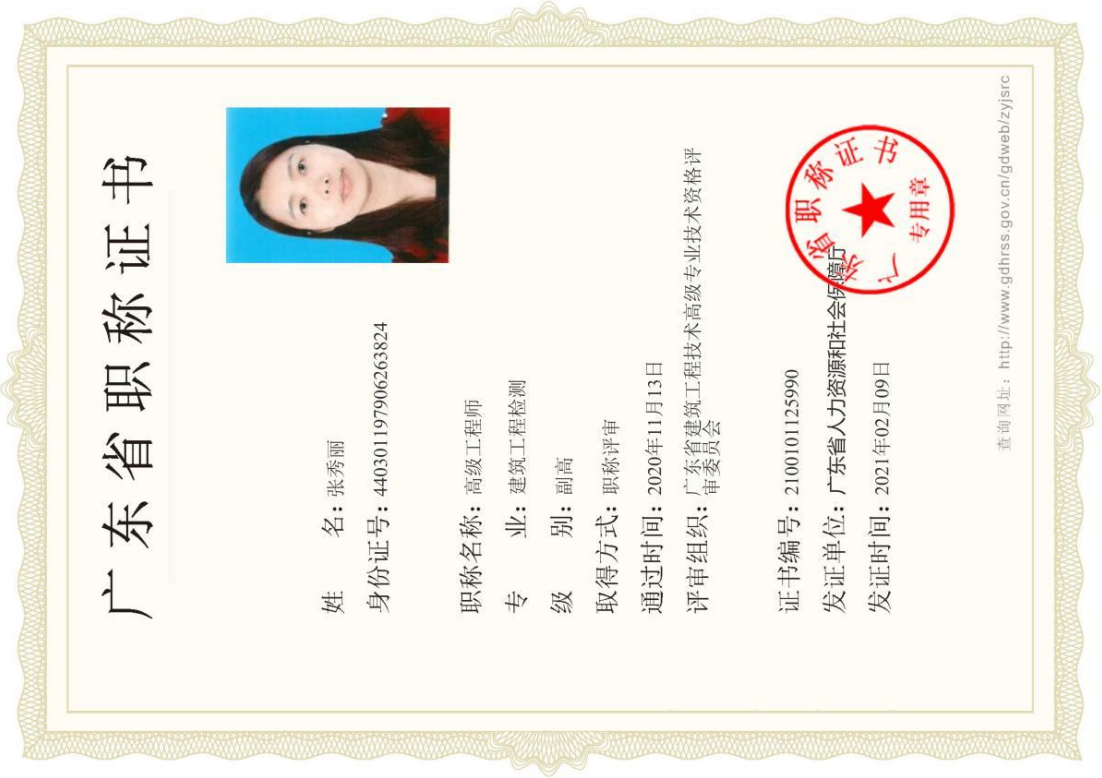 广东省职称证书
姓 名：张秀丽
身份证号：440301197906263824
职称名称：高级工程师
专 业：建筑工程检测
级 别：副高
取得方式：职称评审
通过时间：2020年11月13日
评审组织：广东省建筑工程技术高级专业技术资格评
审委员会
证书编号：2100101125990
发证单位：广东省人力资源和社会保障厅
发证时间：2021年02月09日
广东省职称证书
专用章
查询网址：http://www.gdhrss.gov.cn/gdweb/zyjsrc